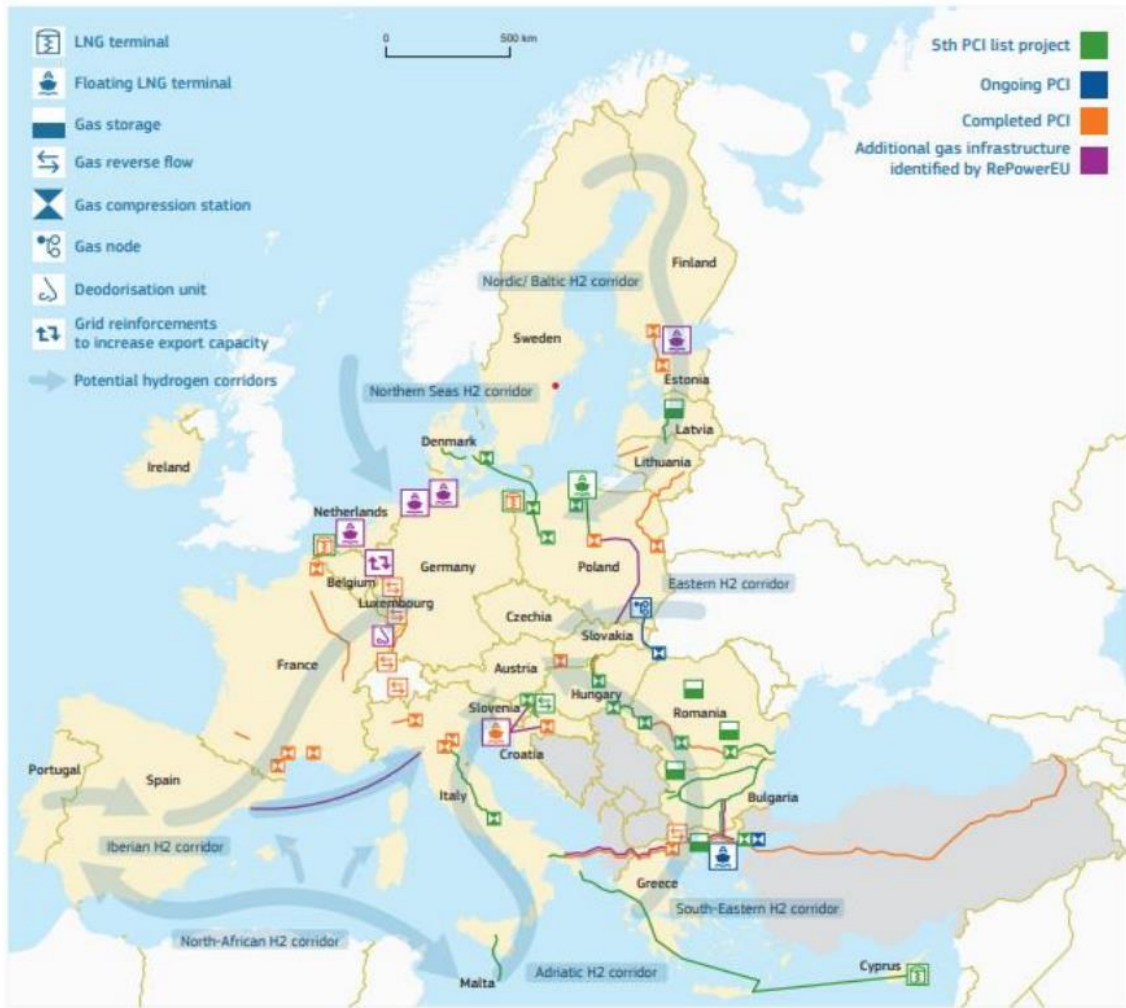 LNG terminal
Floating LNG terminal
Gas storage
Gas reverse flow
Gas compression station
Gas node
Deodorisation unit
Grid reinforcements
to increase export capacity
Potential hydrogen corridors
0
500 km
5th PCI list project
Ongoing PCI
Completed PCI
Additional gas infrastructure
identified by RePowerEU
Finland
Nordic/ Baltic H2 corridor
Sweden
Estonia
Northern Seas H2 corridor
Latvia
Denmark
Lithuania
Ireland
Netherlands
Germany
Poland
Belgium
Eastern H2 corridor
Luxembourg
Czechia
Slovakia
France
Austria
Hungary
Slovenia
Romania
Croatia
Portugal
Spain
Italy
Bulgaria
Iberian H2 corridor
Greece
South-Eastern H2 corridor
North-African H2 corridor
Malta
Adriatic H2 corridor
Cyprus